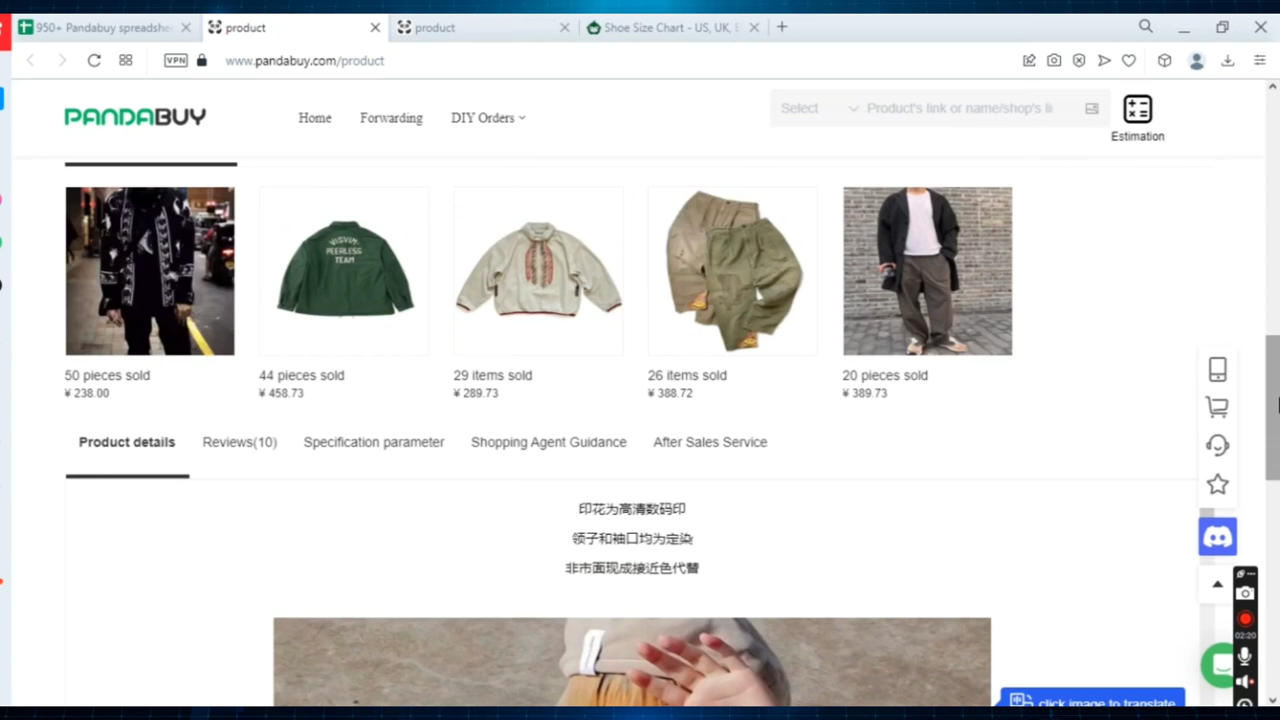 950+ Pandabuy spreadshe
product
product
Shoe Size Chart - US, UK, E
VPN
www.pandabuy.com/product
PANDABUY
Home
Forwarding
DIY Orders
Select
Product's link or name/shop's li
Estimation
VISVIM.
PEERLESS
TEAM
50 pieces sold
44 pieces sold
29 items sold
26 items sold
20 pieces sold
¥ 238.00
¥ 458.73
¥ 289.73
¥ 388.72
¥ 389.73
Product details
Reviews(10)
Specification parameter
Shopping Agent Guidance
After Sales Service
印花为高清数码印
领子和袖口均为定染
非市面现成接近色代替
02:20
click image to translate